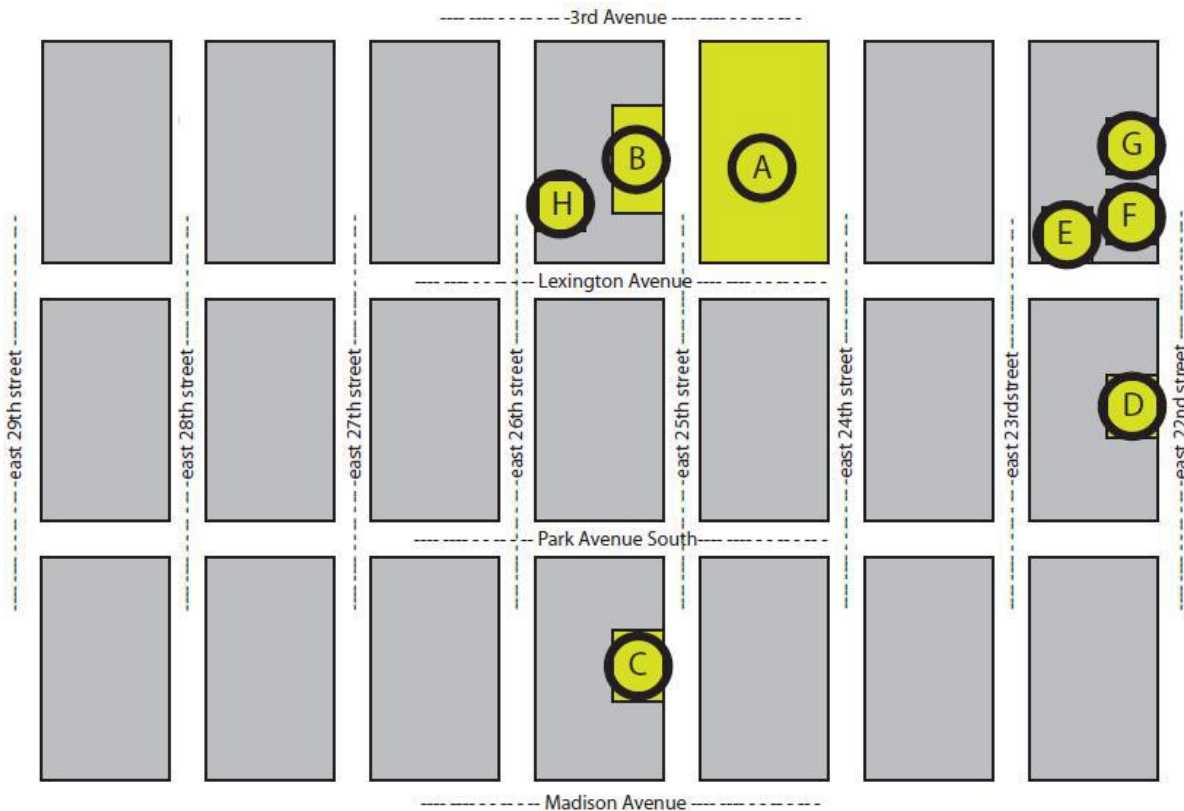 3rd Avenue
G
B
A
H
F
E
Lexington Avenue
east 29th street
east 28th street
east 27th street
east 26th street
east 25th street
east 24th street
east 23rdstreet
east 22nd street
D
Park Avenue South
C
Madison Avenue